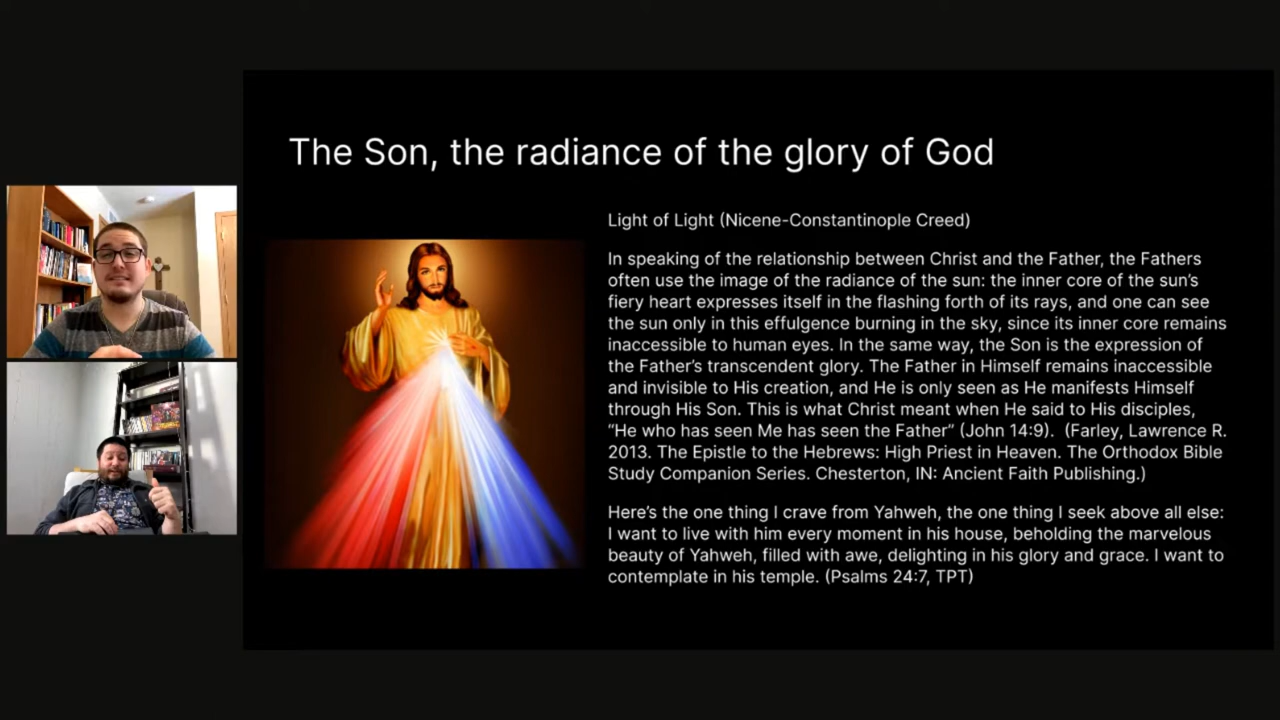 The Son, the radiance of the glory of God
Light of Light (Nicene-Constantinople Creed)
In speaking of the relationship between Christ and the Father, the Fathers
often use the image of the radiance of the sun: the inner core of the sun’s
fiery heart expresses itself in the flashing forth of its rays, and one can see
the sun only in this effulgence burning in the sky, since its inner core remains
inaccessible to human eyes. In the same way, the Son is the expression of
the Father’s transcendent glory. The Father in Himself remains inaccessible
and invisible to His creation, and He is only seen as He manifests Himself
through His Son. This is what Christ meant when He said to His disciples,
“He who has seen Me has seen the Father” (John 14:9).  (Farley, Lawrence R.
2013. The Epistle to the Hebrews: High Priest in Heaven. The Orthodox Bible
Study Companion Series. Chesterton, IN: Ancient Faith Publishing.)
Here’s the one thing I crave from Yahweh, the one thing I seek above all else:
I want to live with him every moment in his house, beholding the marvelous
beauty of Yahweh, filled with awe, delighting in his glory and grace. I want to
contemplate in his temple. (Psalms 24:7, TPT)